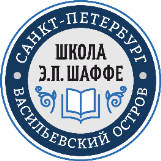 САНКТ-ПЕТЕРБУРГ
ШКОЛА
Э.П. ШАФФЕ
ВАСИЛЬЕВСКИЙ ОСТРОВ